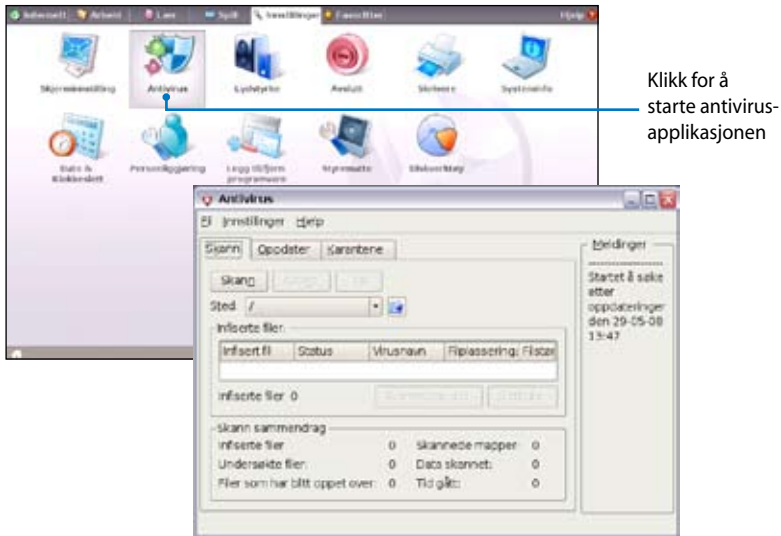 Internett Arbeid Lær Spill Innstillinger Favoritter Hjelp
Skjerminnstilling Antivirus Lydstyrke Avslutt Skrivere Systeminfo
Dato & Klokkeslett
Personliggjøring
Legg til/fjern programvare
Styrematte
Diskverktøy
Klikk for å
starte antivirus-
applikasjonen
Antivirus
Fil Innstillinger Hjelp
Skann Oppdater Karantene
Skann
Sted /
Infiserte filer
Infisert fil Status Virusnavn Filplassering
Infiserte filer 0
Skann sammendrag
Infiserte filer 0 Skannede mapper: 0
Undersøkte filer: 0 Data skannet: 0
Filer som har blitt oppet over: 0 Tid gått: 0
Meldinger
Startet å søke
etter
oppdateringer
den 29-05-08
13:47